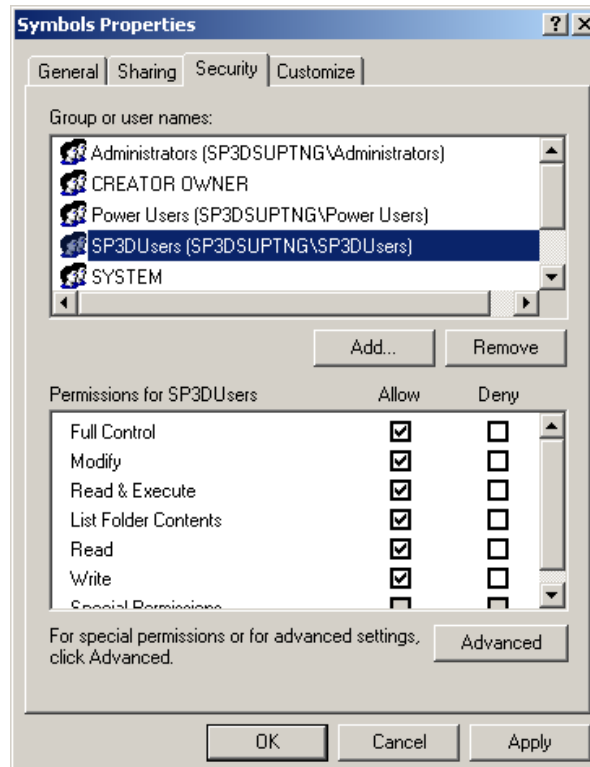 Symbols Properties
General Sharing Security Customize
Group or user names:
Administrators (SP3DSUPTNG\Administrators)
CREATOR OWNER
Power Users (SP3DSUPTNG\Power Users)
SP3DUsers (SP3DSUPTNG\SP3DUsers)
SYSTEM
Add... Remove
Permissions for SP3DUsers Allow Deny
Full Control
Modify
Read & Execute
List Folder Contents
Read
Write
Special Permissions
For special permissions or for advanced settings,
click Advanced.
Advanced
OK Cancel Apply